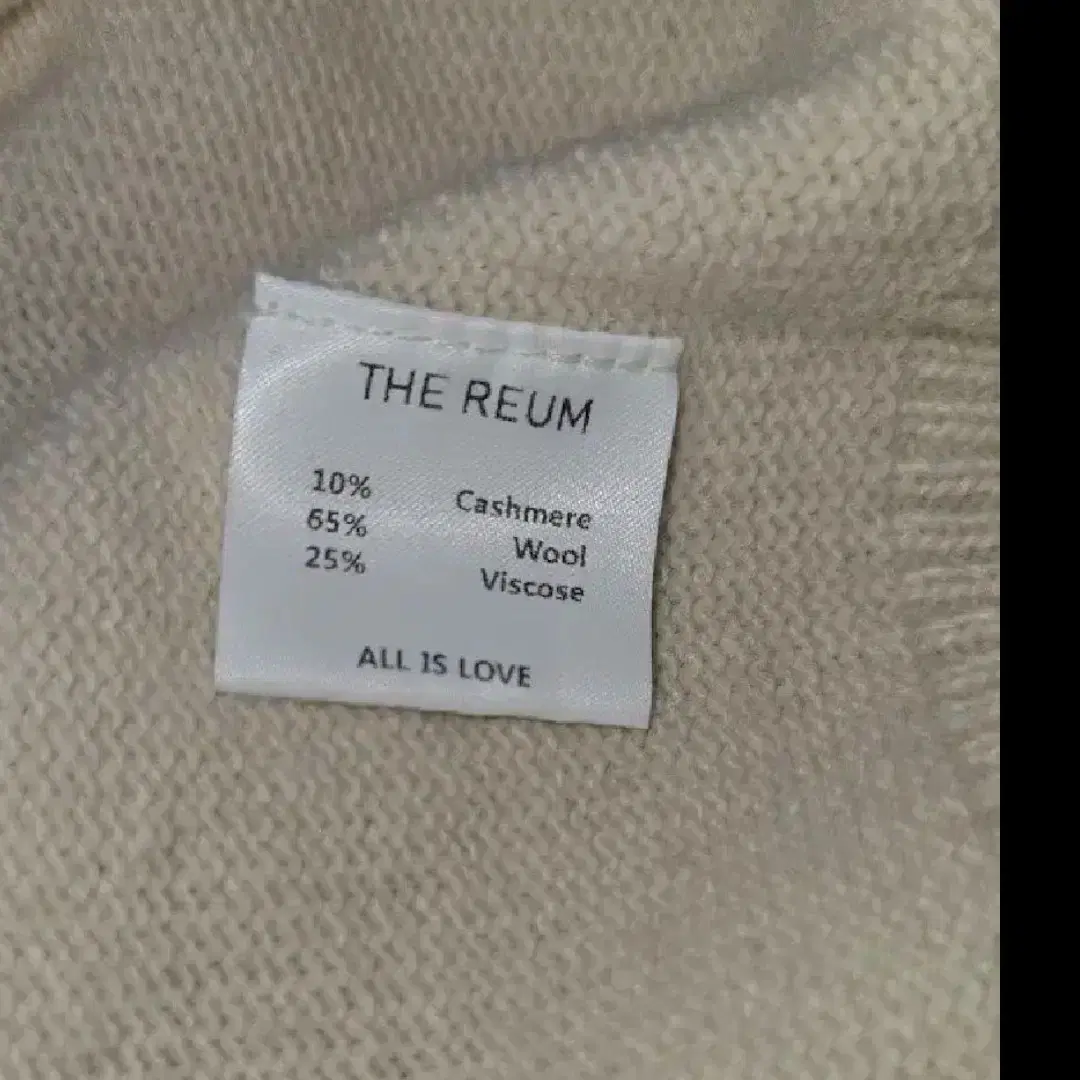 THE REUM
10% Cashmere
65% Wool
25% Viscose
ALL IS LOVE